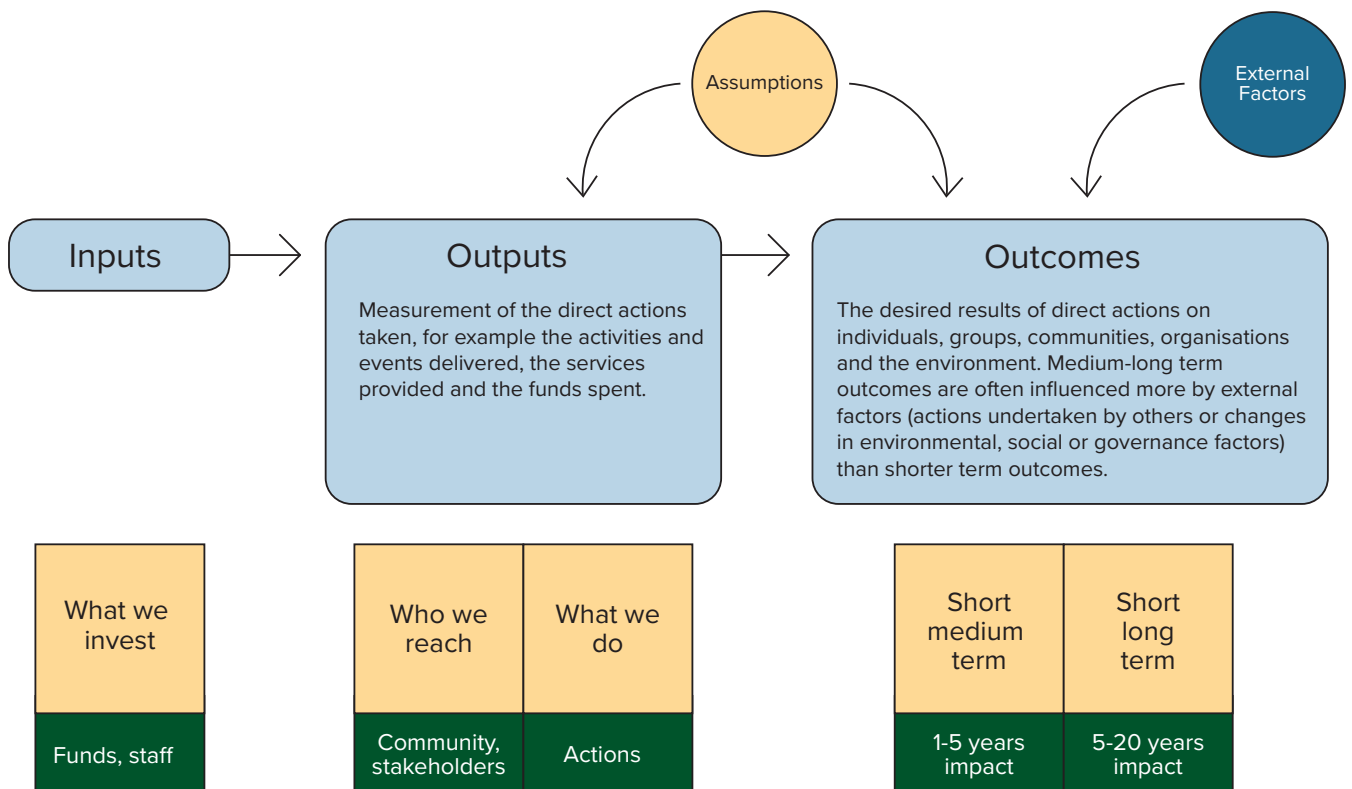 Assumptions
External
Factors
Inputs
Outputs
Measurement of the direct actions
taken, for example the activities and
events delivered, the services
provided and the funds spent.
Outcomes
The desired results of direct actions on
individuals, groups, communities, organisations
and the environment. Medium-long term
outcomes are often influenced more by external
factors (actions undertaken by others or changes
in environmental, social or governance factors)
than shorter term outcomes.
What we
invest
Funds, staff
Who we
reach
Community,
stakeholders
What we
do
Actions
Short
medium
term
1-5 years
impact
Short
long
term
5-20 years
impact